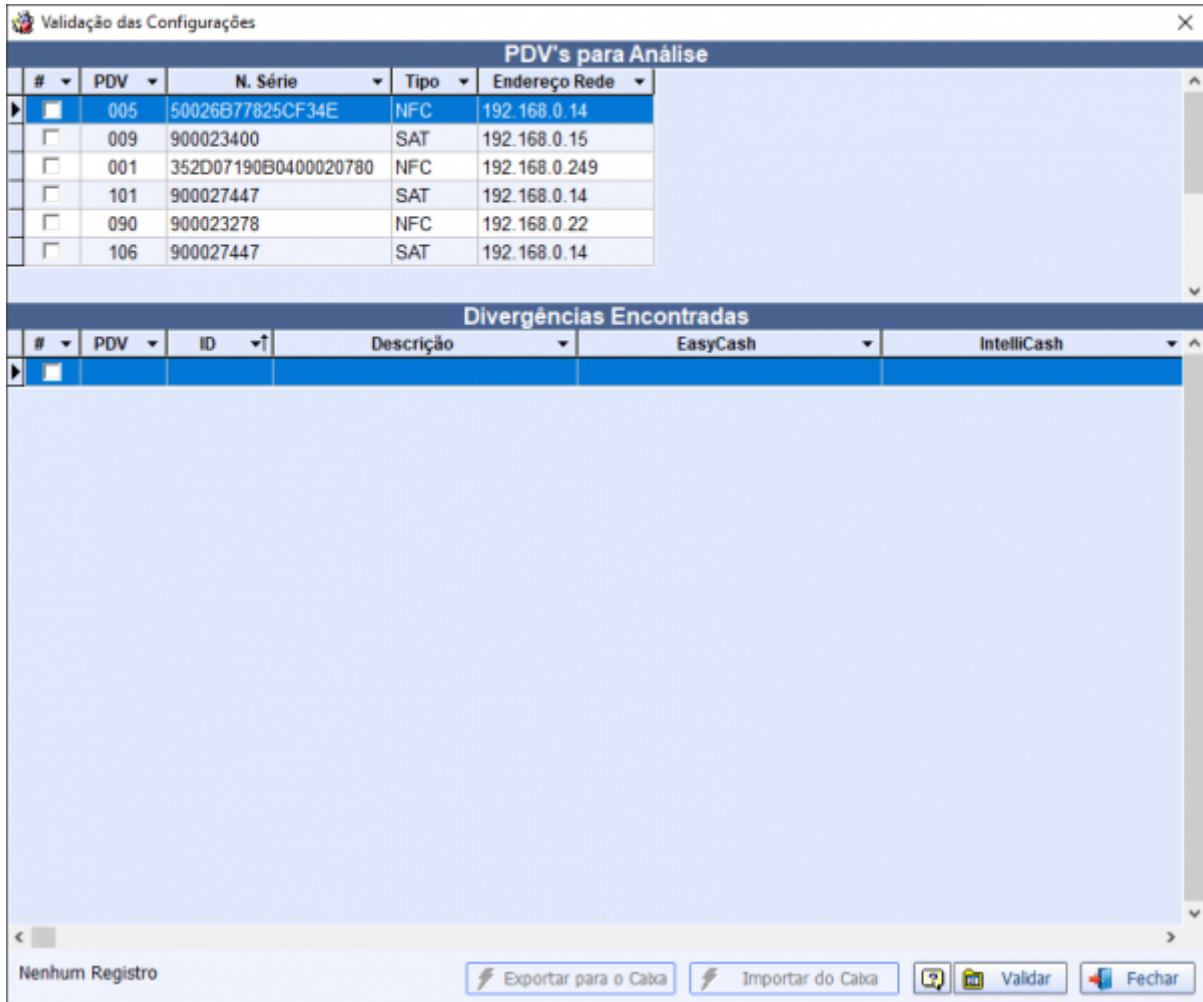 Validação das Configurações
PDV's para Análise
# PDV N. Série Tipo Endereço Rede
005 50026B77825CF34E NFC 192.168.0.14
009 900023400 SAT 192.168.0.15
001 352D07190B0400020780 NFC 192.168.0.249
101 900027447 SAT 192.168.0.14
090 900023278 NFC 192.168.0.22
106 900027447 SAT 192.168.0.14
Divergências Encontradas
# PDV ID Descrição EasyCash IntelliCash
Nenhum Registro Exportar para o Caixa Importar do Caixa Validar Fechar